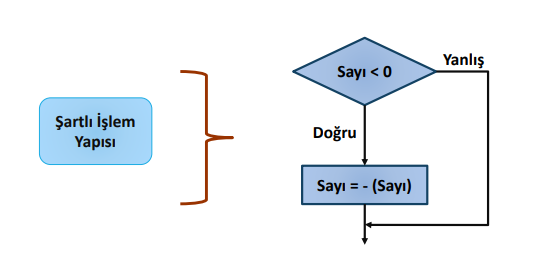 Şartlı İşlem
Yapısı
Sayı < 0
Yanlış
Doğru
Sayı = - (Sayı)